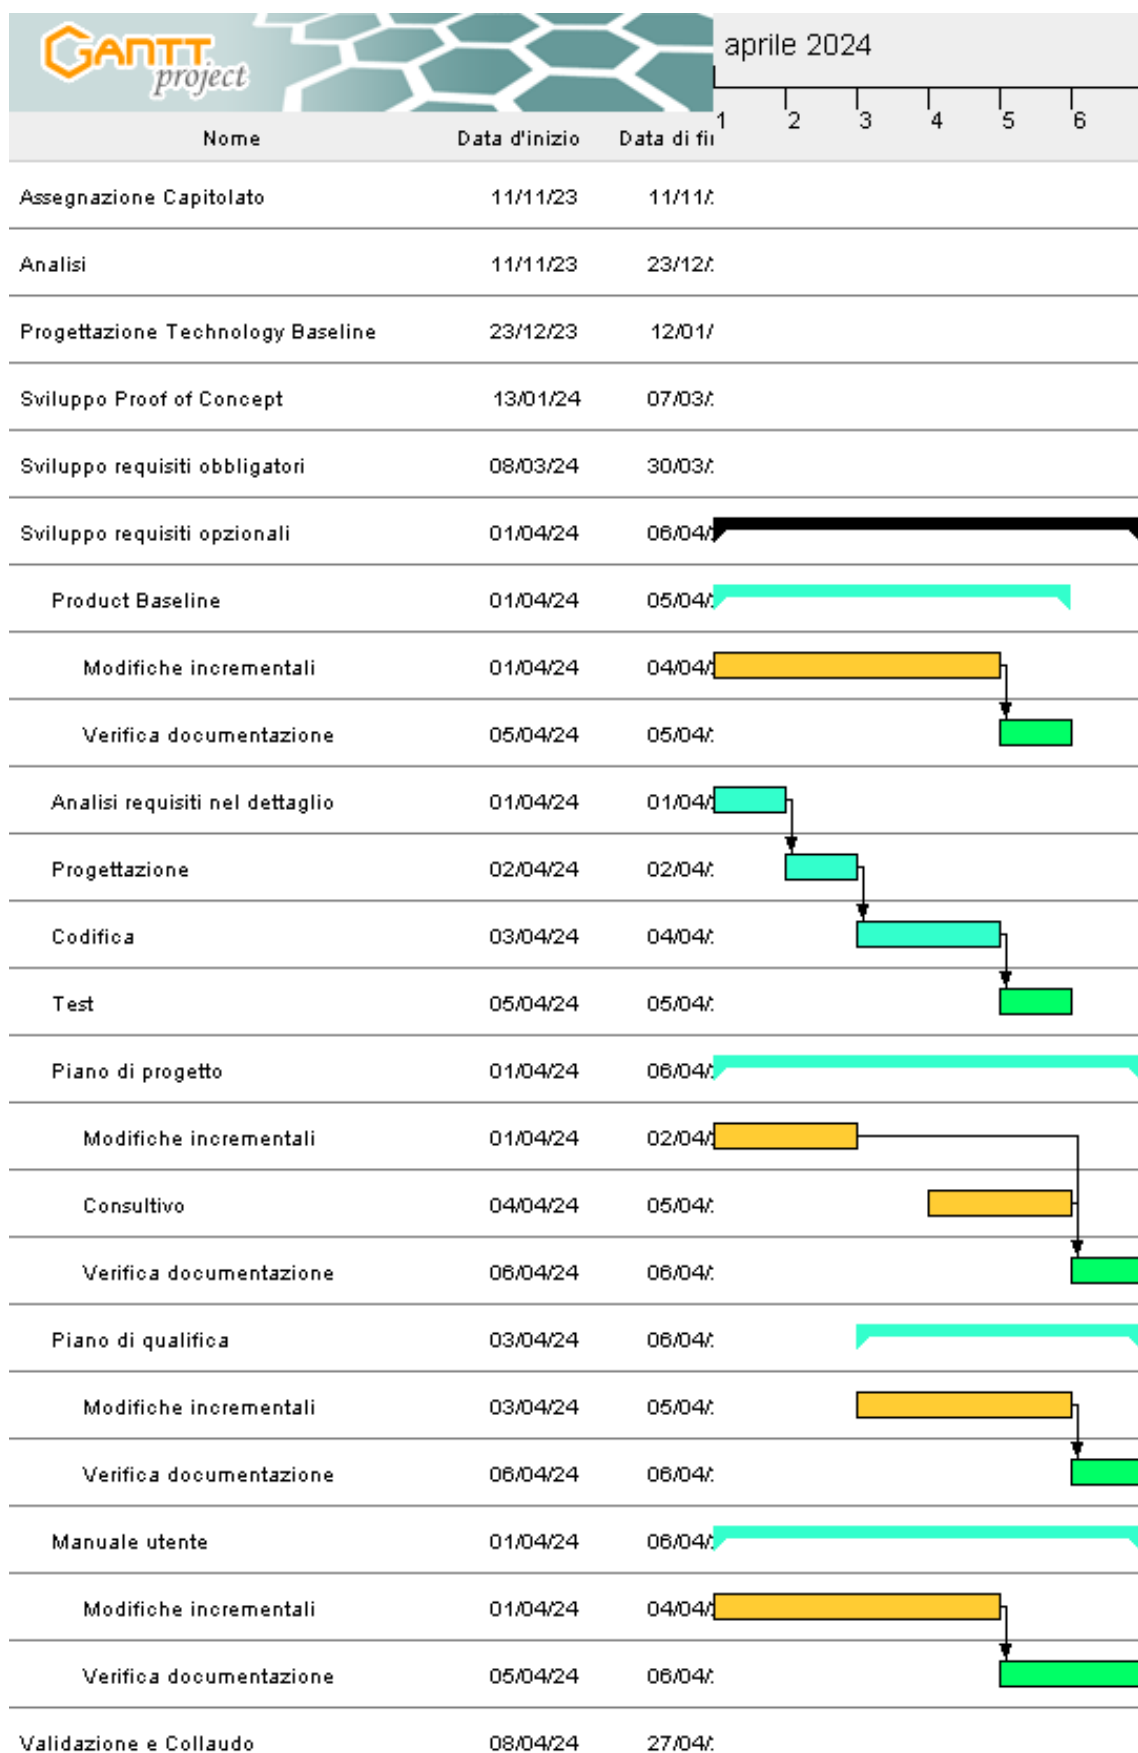 GANTT
project
aprile 2024
1 2 3 4 5 6
Nome Data d'inizio Data di fi
Assegnazione Capitolato 11/11/23 11/11/
Analisi 11/11/23 23/12/
Progettazione Technology Baseline 23/12/23 12/01/
Sviluppo Proof of Concept 13/01/24 07/03/
Sviluppo requisiti obbligatori 08/03/24 30/03/
Sviluppo requisiti opzionali 01/04/24 06/04/
Product Baseline 01/04/24 05/04/
Modifiche incrementali 01/04/24 04/04/
Verifica documentazione 05/04/24 05/04/
Analisi requisiti nel dettaglio 01/04/24 01/04/
Progettazione 02/04/24 02/04/
Codifica 03/04/24 04/04/
Test 05/04/24 05/04/
Piano di progetto 01/04/24 06/04/
Modifiche incrementali 01/04/24 02/04/
Consultivo 04/04/24 05/04/
Verifica documentazione 06/04/24 06/04/
Piano di qualifica 03/04/24 06/04/
Modifiche incrementali 03/04/24 05/04/
Verifica documentazione 06/04/24 06/04/
Manuale utente 01/04/24 06/04/
Modifiche incrementali 01/04/24 04/04/
Verifica documentazione 05/04/24 06/04/
Validazione e Collaudo 08/04/24 27/04/